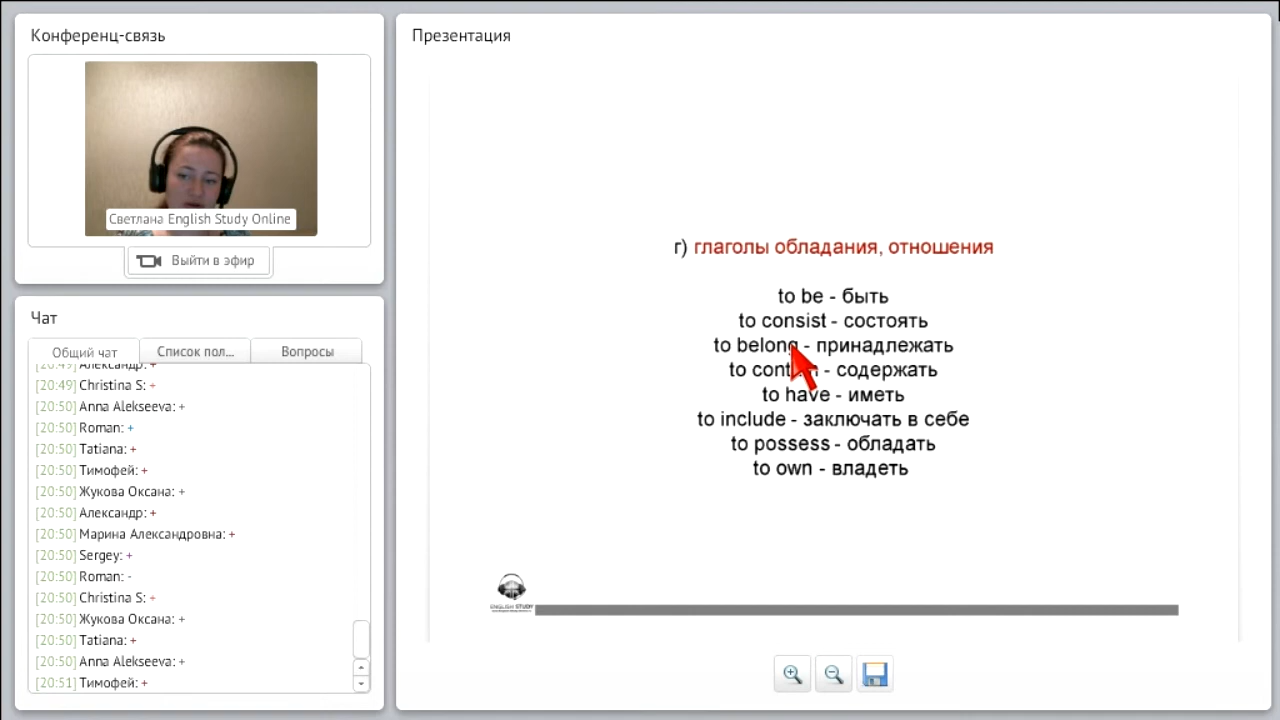 Конференц-связь
Светлана English Study Online
Выйти в эфир
Чат
Общий чат
Список пол...
Вопросы
[20:49] Александр: +
[20:49] Christina S: +
[20:50] Anna Alekseeva: +
[20:50] Roman: +
[20:50] Tatiana: +
[20:50] Тимофей: +
[20:50] Жукова Оксана: +
[20:50] Александр: +
[20:50] Марина Александровна: +
[20:50] Sergey: +
[20:50] Roman: -
[20:50] Christina S: +
[20:50] Жукова Оксана: +
[20:50] Tatiana: +
[20:50] Anna Alekseeva: +
[20:51] Тимофей: +
Презентация
г) глаголы обладания, отношения
to be - быть
to consist - состоять
to belong - принадлежать
to - содержать
to have - иметь
to include - заключать в себе
to possess - обладать
to own - владеть
ENGLISH STUDY